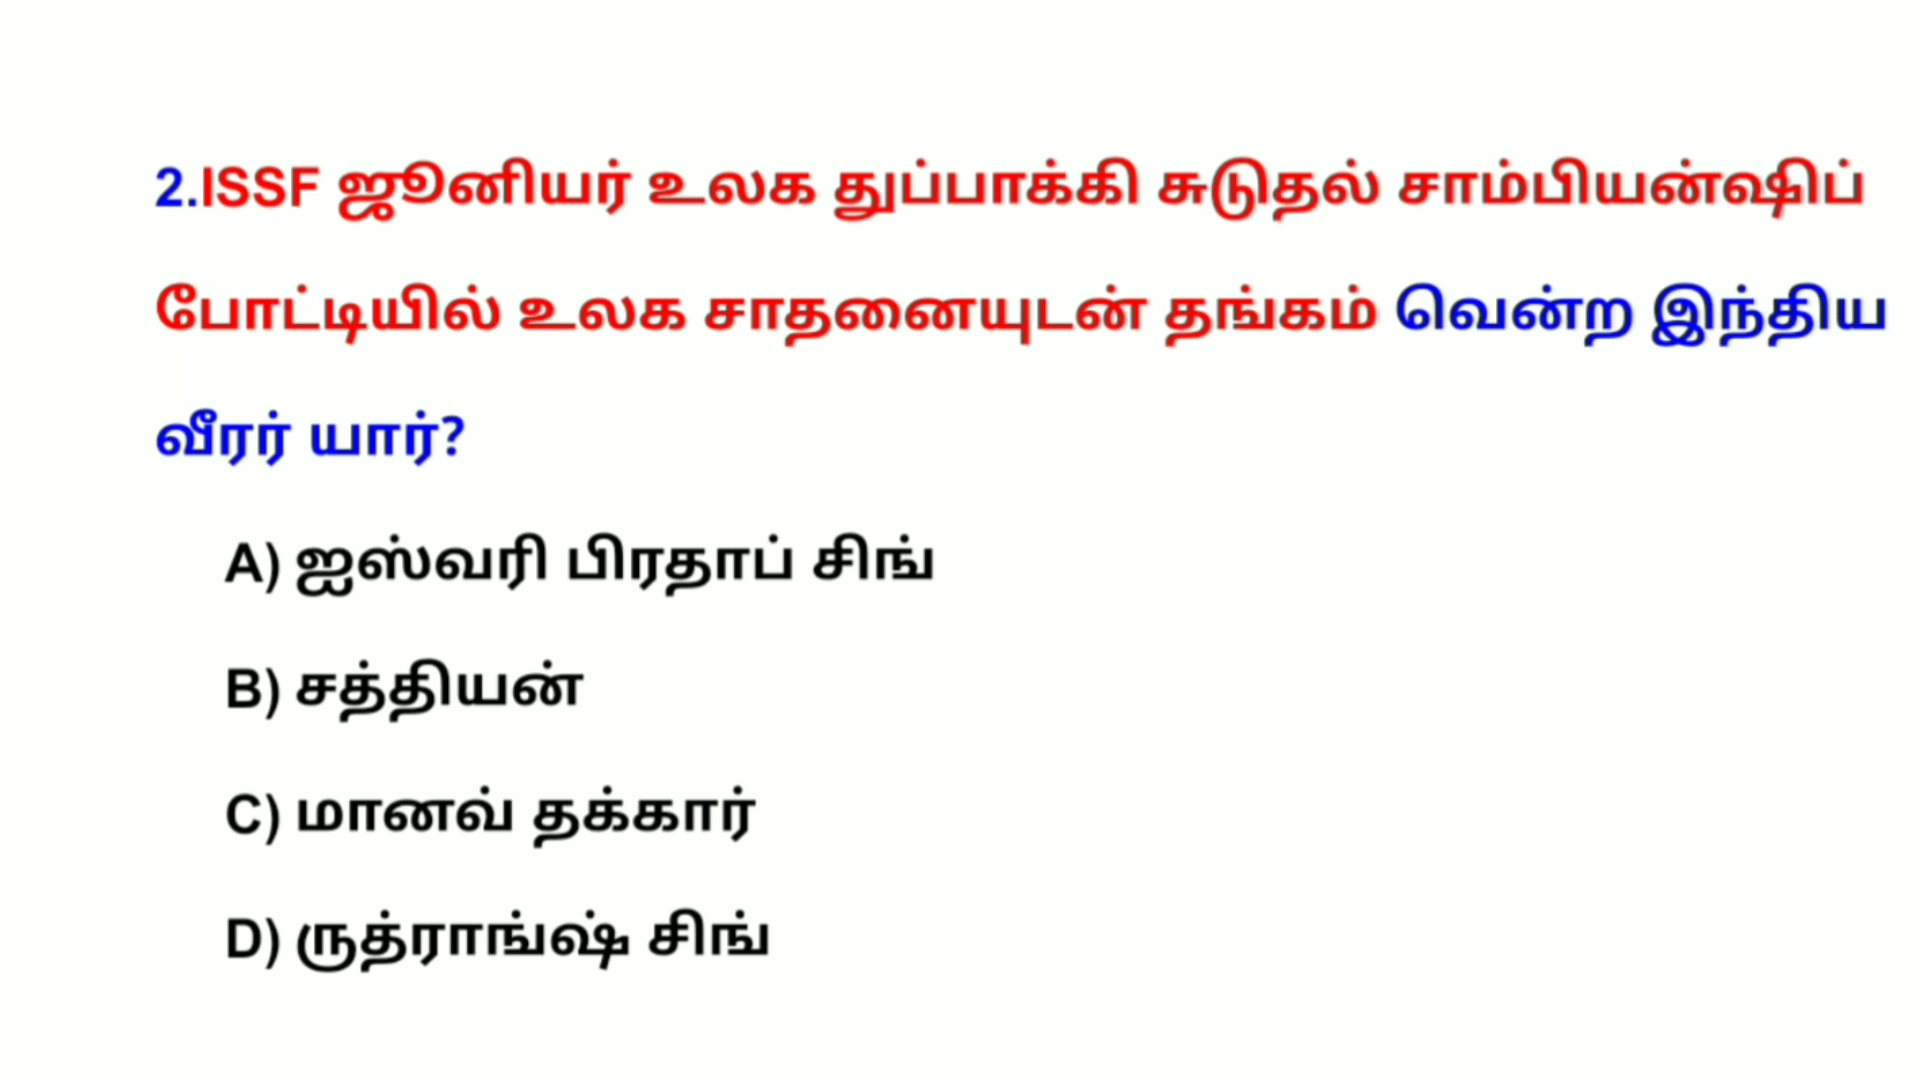 2.ISSF ஜூனியர் உலக துப்பாக்கி சுடுதல் சாம்பியன்ஷிப்
போட்டியில் உலக சாதனையுடன் தங்கம் வென்ற இந்திய
வீரர் யார்?
A) ஐஸ்வரி பிரதாப் சிங்
B) சத்தியன்
C) மானவ் தக்கார்
D) ருத்ராங்ஷ் சிங்